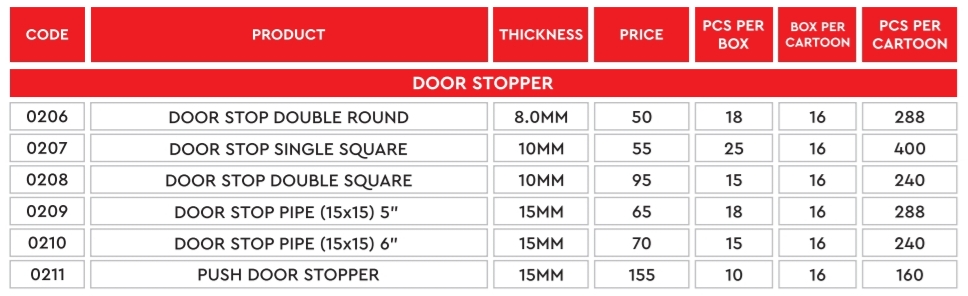 CODE PRODUCT THICKNESS PRICE PCS PER BOX BOX PER CARTOON PCS PER CARTOON
DOOR STOPPER
0206 DOOR STOP DOUBLE ROUND 8.0MM 50 18 16 288
0207 DOOR STOP SINGLE SQUARE 10MM 55 25 16 400
0208 DOOR STOP DOUBLE SQUARE 10MM 95 15 16 240
0209 DOOR STOP PIPE (15x15) 5" 15MM 65 18 16 288
0210 DOOR STOP PIPE (15x15) 6" 15MM 70 15 16 240
0211 PUSH DOOR STOPPER 15MM 155 10 16 160